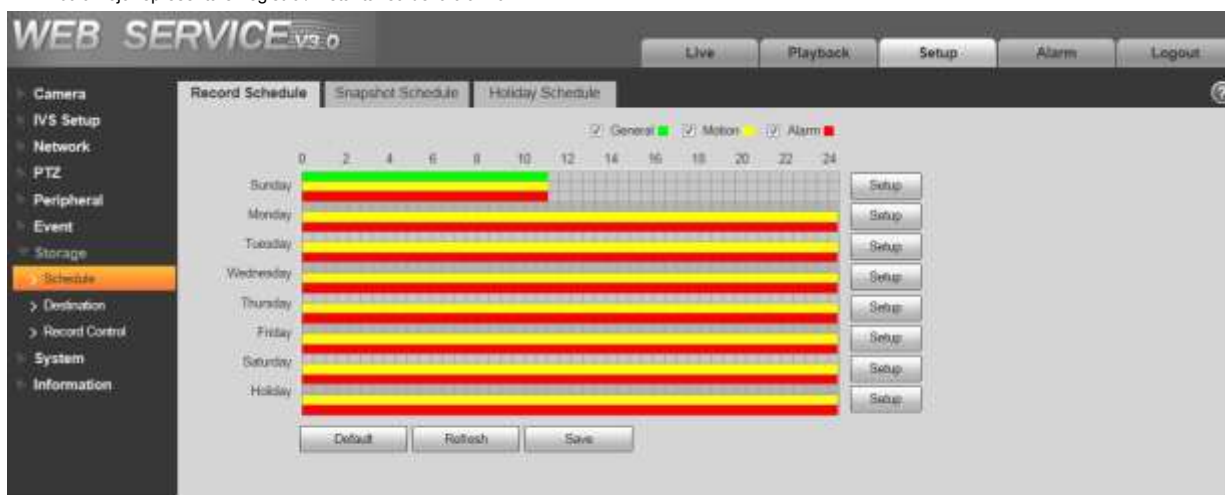 WEB SERVICE V3.0
Live Playback Setup Alarm Logout
Camera
IVS Setup
Network
PTZ
Peripheral
Event
Storage
Schedule
Destination
Record Control
System
Information
Record Schedule Snapshot Schedule Holiday Schedule
General Motion Alarm
0 2 4 6 8 10 12 14 16 18 20 22 24
Sunday Setup
Monday Setup
Tuesday Setup
Wednesday Setup
Thursday Setup
Friday Setup
Saturday Setup
Holiday Setup
Default Refresh Save